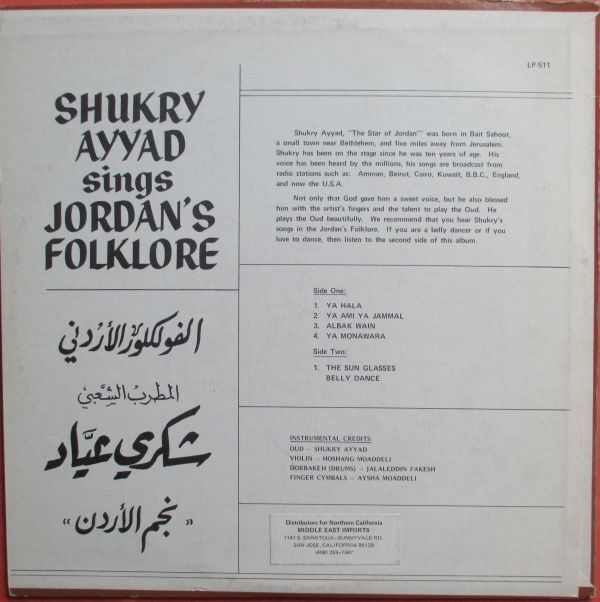 LP-511
SHUKRY
AYYAD
sings
JORDAN'S
FOLKLORE
الفولكلور الأردني
المطرب الشعبي
شكري عيَّاد
«نجم الأردن»
Shukry Ayyad, "The Star of Jordan"' was born in Bait Sahour,
a small town near Bethlehem, and five miles away from Jerusalem.
Shukry has been on the stage since he was ten years of age. His
voice has been heard by the millions, his songs are broadcast from
radio stations such as: Amman, Beirut, Cairo, Kuwait, B.B.C., England,
and now the U.S.A.
Not only that God gave him a sweet voice, but he also blessed
him with the artist's fingers and the talent to play the Oud. He
plays the Oud beautifully. We recommend that you hear Shukry's
songs in the Jordan's Folklore. If you are a belly dancer or if you
love to dance, then listen to the second side of this album.
Side One:
1. YA HALA
2. YA AMI YA JAMMAL
3. ALBAK WAIN
4. YA MONAWARA
Side Two:
1. THE SUN GLASSES
BELLY DANCE
INSTRUMENTAL CREDITS:
OUD – SHUKRY AYYAD
VIOLIN – HOSHANG MOADDELI
DORBAKEH (DRUMS) – JALALEDDIN FAKESH
FINGER CYMBALS – AYSHA MOADDELI
Distributors for Northern California
MIDDLE EAST IMPORTS
1147 S. SARATOGA–SUNNYVALE RD.
SAN JOSE, CALIFORNIA 95129
(408) 255-7347